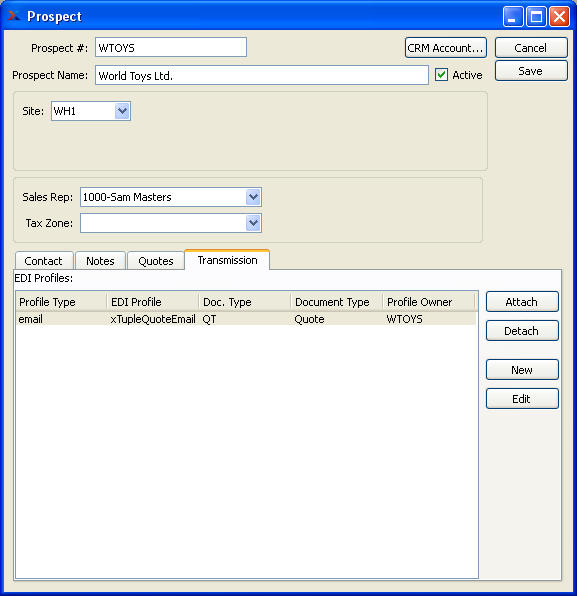 Prospect
Prospect #: WTOYS CRM Account... Cancel
Prospect Name: World Toys Ltd. Active Save
Site: WH1
Sales Rep: 1000-Sam Masters
Tax Zone:
Contact Notes Quotes Transmission
EDI Profiles:
Profile Type EDI Profile Doc. Type Document Type Profile Owner Attach
email xTupleQuoteEmail QT Quote WTOYS
Detach
New
Edit